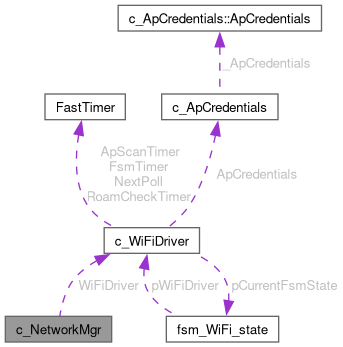 c_ApCredentials::ApCredentials
_ApCredentials
FastTimer
c_ApCredentials
ApScanTimer
FsmTimer
NextPoll
RoamCheckTimer
ApCredentials
c_WiFiDriver
WiFiDriver
pWiFiDriver
pCurrentFsmState
c_NetworkMgr
fsm_WiFi_state